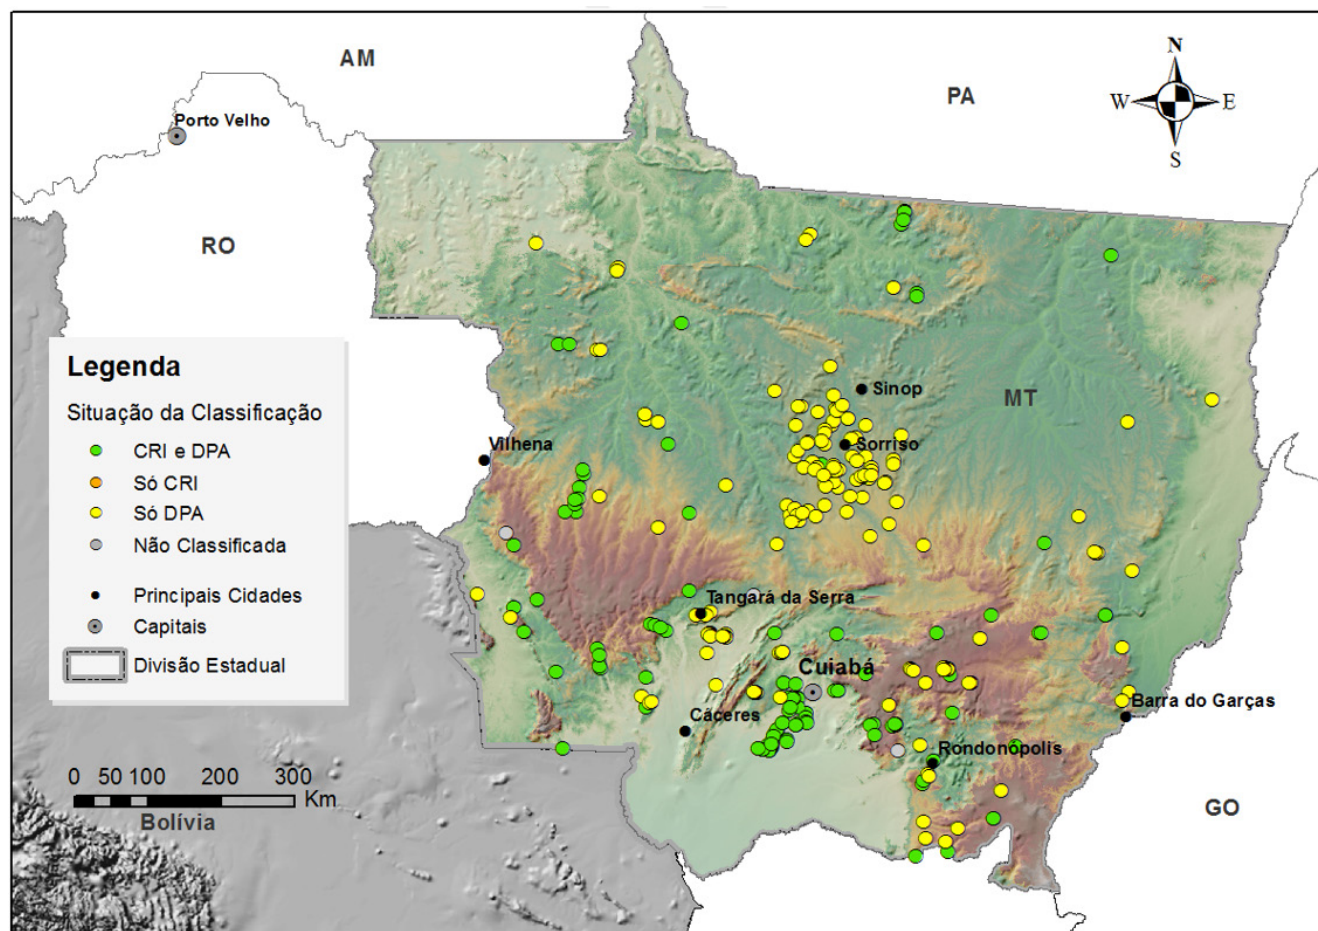 AM
PA
N
W
E
S
Porto Velho
RO
Legenda
Situação da Classificação
CRI e DPA
Só CRI
Só DPA
Não Classificada
Principais Cidades
Capitais
Divisão Estadual
Sinop
MT
Vilhena
Sorriso
Tangará da Serra
Cuiabá
Cáceres
Barra do Garças
Rondonópolis
0 50 100 200 300
Km
Bolívia
GO